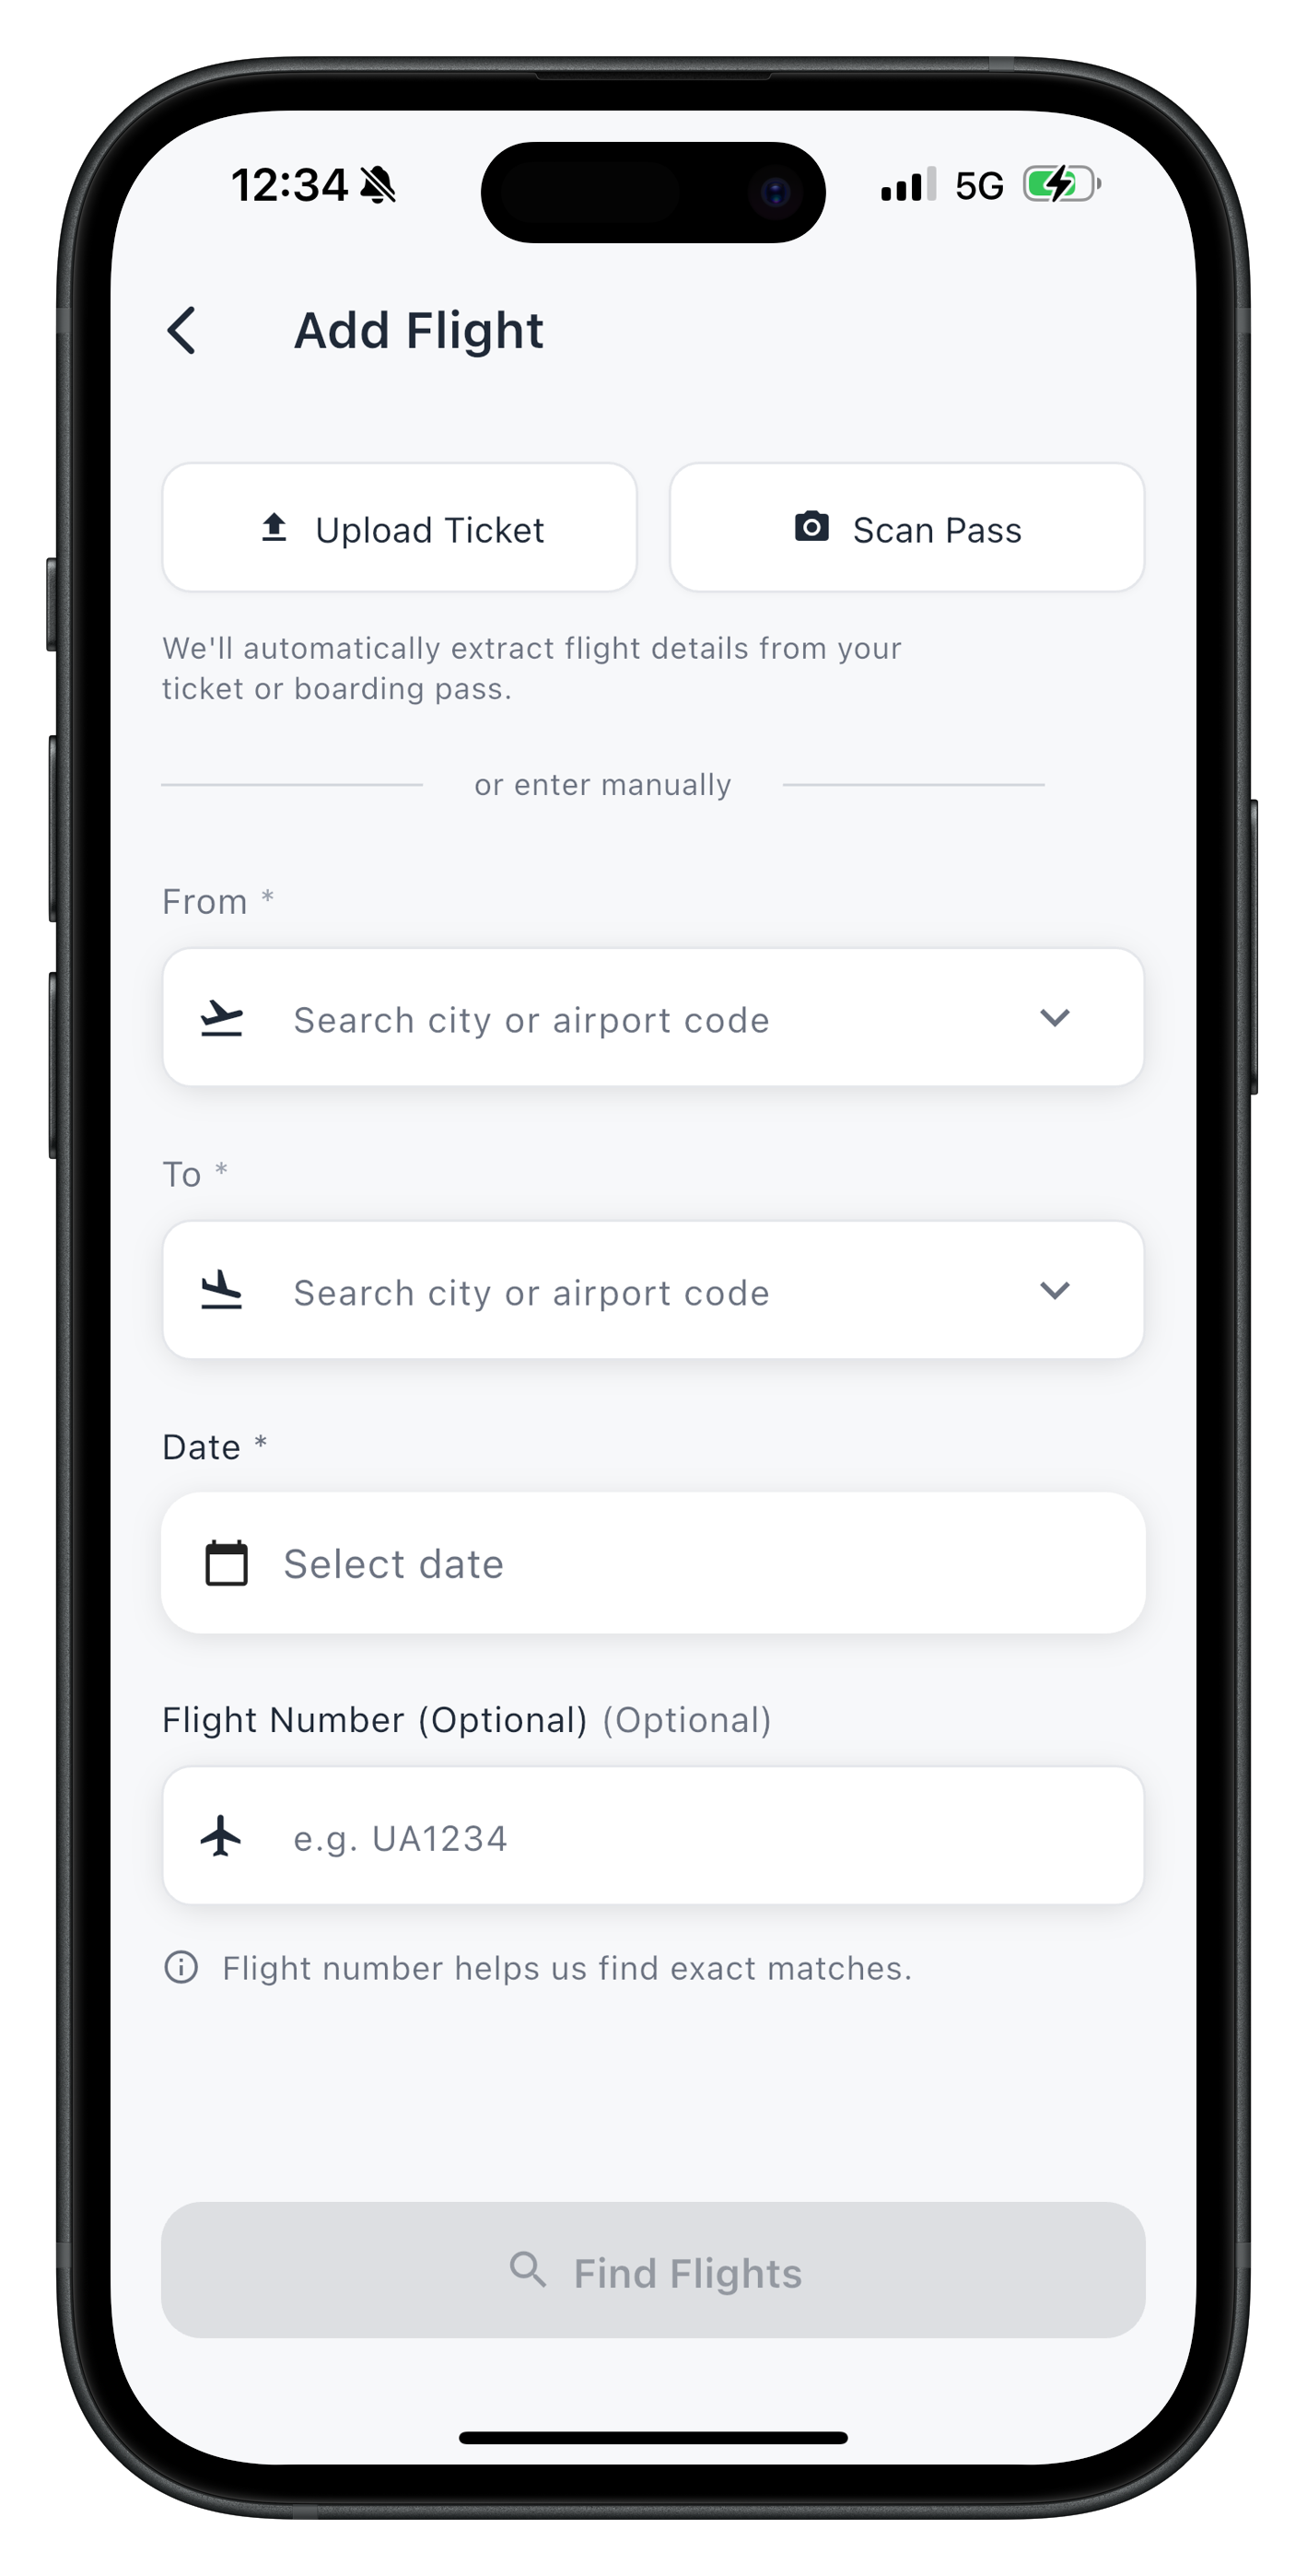 12:34
5G
Add Flight
Upload Ticket
Scan Pass
We'll automatically extract flight details from your
ticket or boarding pass.
or enter manually
From *
Search city or airport code
To *
Search city or airport code
Date *
Select date
Flight Number (Optional) (Optional)
e.g. UA1234
Flight number helps us find exact matches.
Find Flights